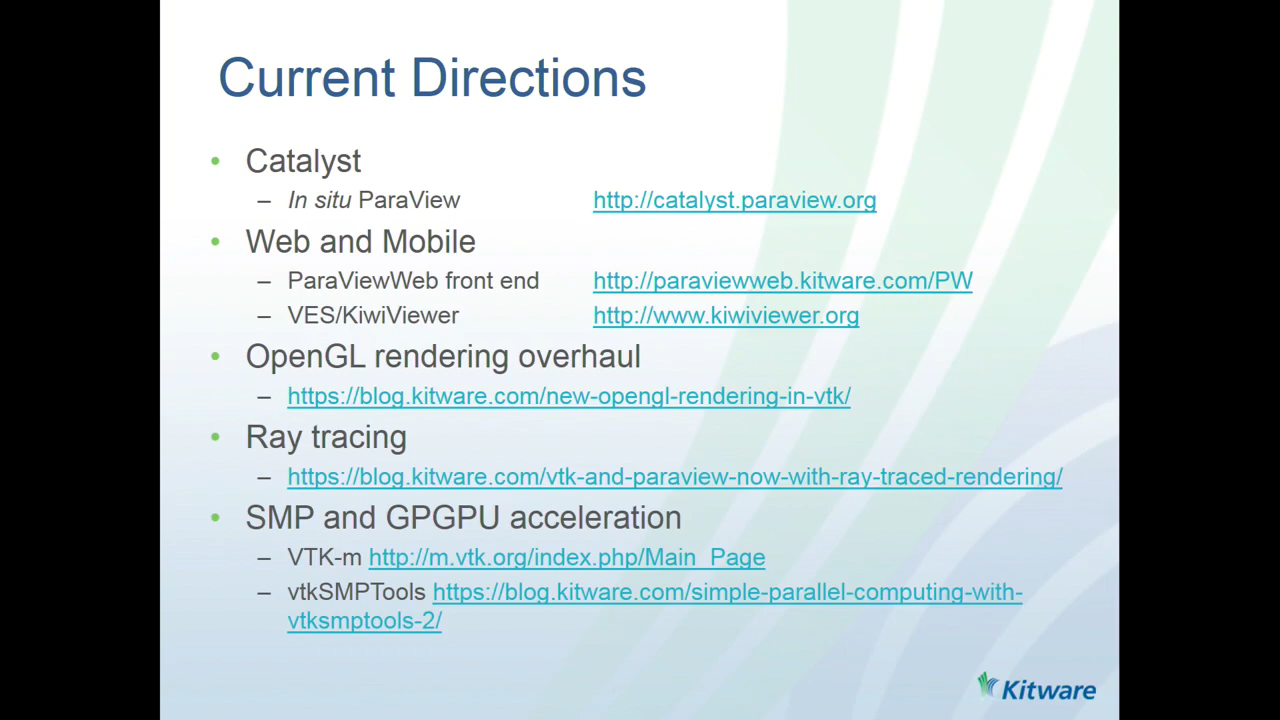 Current Directions
• Catalyst
– In situ ParaView http://catalyst.paraview.org
• Web and Mobile
– ParaViewWeb front end http://paraviewweb.kitware.com/PW
– VES/KiwiViewer http://www.kiwiviewer.org
• OpenGL rendering overhaul
– https://blog.kitware.com/new-opengl-rendering-in-vtk/
• Ray tracing
– https://blog.kitware.com/vtk-and-paraview-now-with-ray-traced-rendering/
• SMP and GPGPU acceleration
– VTK-m http://m.vtk.org/index.php/Main_Page
– vtkSMPTools https://blog.kitware.com/simple-parallel-computing-with-
vtksmptools-2/
Kitware